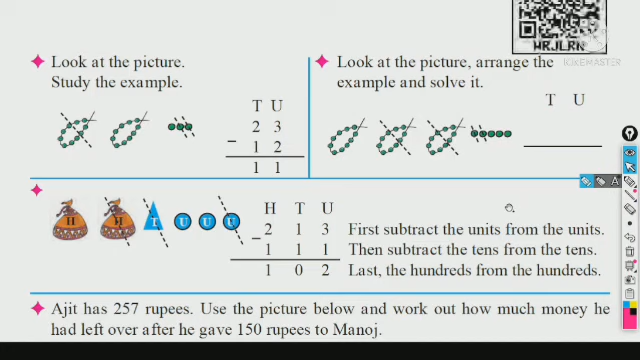 WRJLRN
KINEMASTER
Look at the picture.
Study the example.
T U
2 3
− 1 2
1 1
Look at the picture, arrange the
example and solve it.
T U
H H T U U U
H T U
2 1 3
− 1 1 1
1 0 2
First subtract the units from the units.
Then subtract the tens from the tens.
Last, the hundreds from the hundreds.
Ajit has 257 rupees. Use the picture below and work out how much money he
had left over after he gave 150 rupees to Manoj.
A